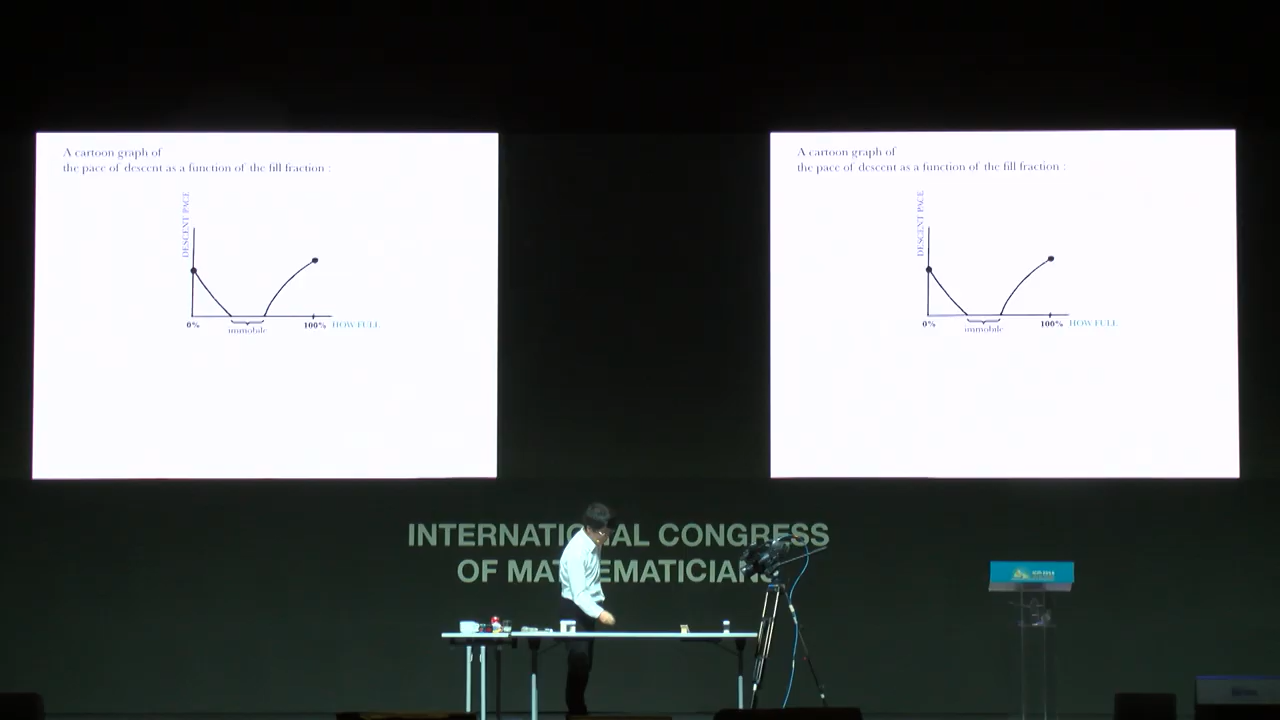 A cartoon graph of
the pace of descent as a function of the fill fraction :
DESCENT PACE
0%
immobile
100%
HOW FULL
A cartoon graph of
the pace of descent as a function of the fill fraction :
DESCENT PACE
0%
immobile
100%
HOW FULL
INTERNATIONAL CONGRESS
OF MATHEMATICIANS